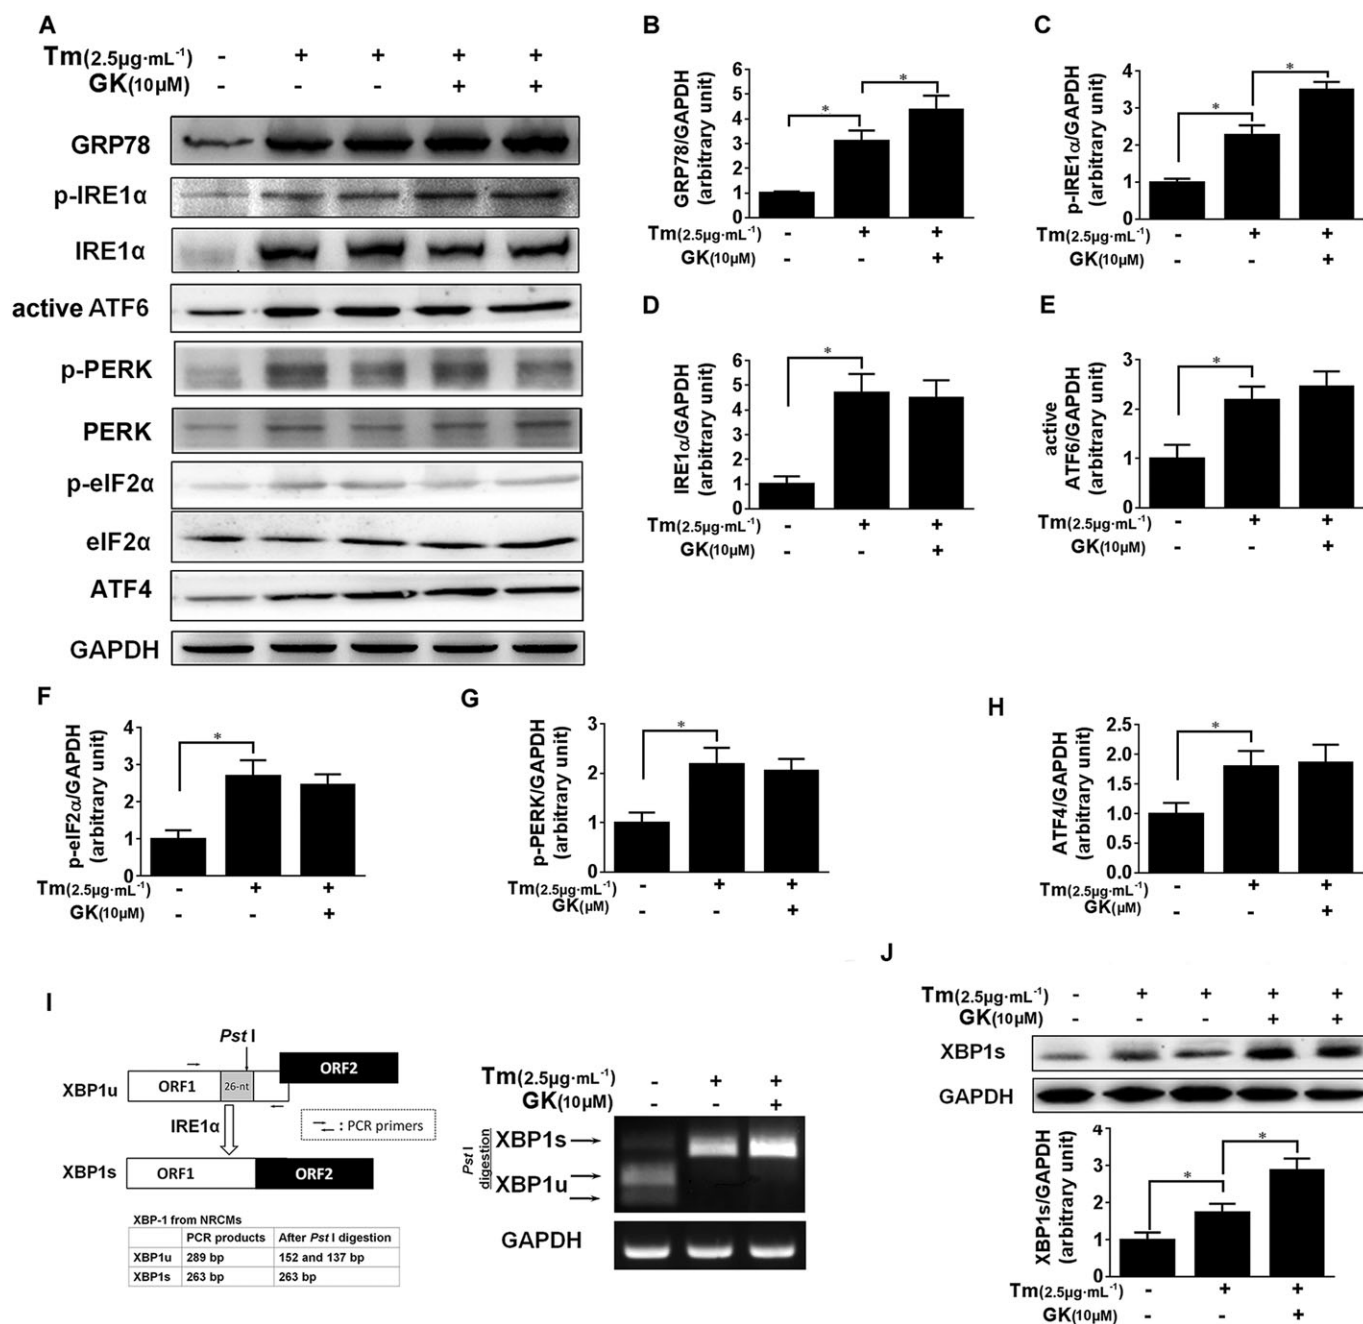 A
Tm(2.5µg·mL⁻¹) - + + + +
GK(10µM) - - - + +
GRP78
p-IRE1α
IRE1α
active ATF6
p-PERK
PERK
p-eIF2α
eIF2α
ATF4
GAPDH
B
GRP78/GAPDH
(arbitrary unit)
6
5
4
3
2
1
0
*
*
Tm(2.5µg·mL⁻¹) - + +
GK(10µM) - - +
C
p-IRE1α/GAPDH
(arbitrary unit)
4
3
2
1
0
*
*
Tm(2.5µg·mL⁻¹) - + +
GK(10µM) - - +
D
IRE1α/GAPDH
(arbitrary unit)
6
5
4
3
2
1
0
*
Tm(2.5µg·mL⁻¹) - + +
GK(10µM) - - +
E
active
ATF6/GAPDH
(arbitrary unit)
3
2
1
0
*
Tm(2.5µg·mL⁻¹) - + +
GK(10µM) - - +
F
p-eIF2α/GAPDH
(arbitrary unit)
4
3
2
1
0
*
Tm(2.5µg·mL⁻¹) - + +
GK(10µM) - - +
G
p-PERK/GAPDH
(arbitrary unit)
3
2
1
0
*
Tm(2.5µg·mL⁻¹) - + +
GK(µM) - - +
H
ATF4/GAPDH
(arbitrary unit)
2.5
2.0
1.5
1.0
0.5
0.0
*
Tm(2.5µg·mL⁻¹) - + +
GK(µM) - - +
I
Pst I
XBP1u ORF1 26-nt ORF2
IRE1α
: PCR primers
XBP1s ORF1 ORF2
XBP-1 from NRCMs
PCR products After Pst I digestion
XBP1u 289 bp 152 and 137 bp
XBP1s 263 bp 263 bp
Tm(2.5µg·mL⁻¹) - + +
GK(10µM) - - +
Pst I
digestion
XBP1s
XBP1u
GAPDH
J
Tm(2.5µg·mL⁻¹) - + + + +
GK(10µM) - - - + +
XBP1s
GAPDH
XBP1s/GAPDH
(arbitrary unit)
4
3
2
1
0
*
*
Tm(2.5µg·mL⁻¹) - + +
GK(10µM) - - +